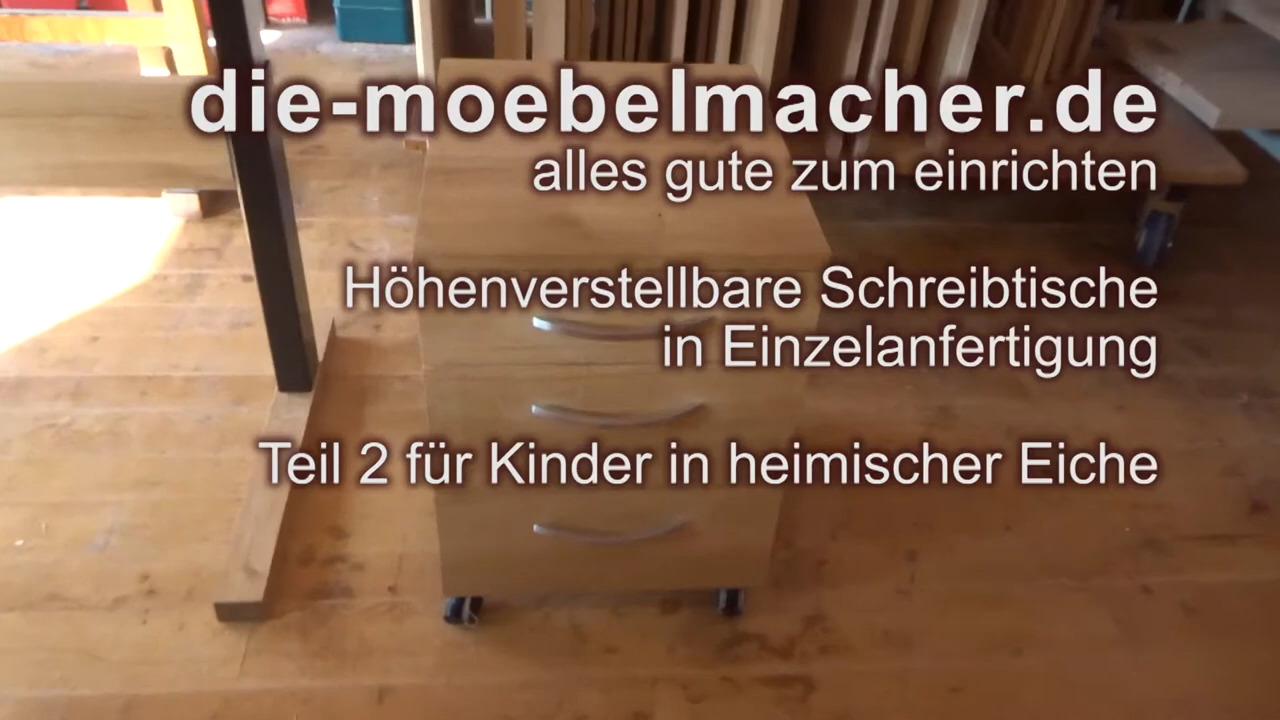 die-moebelmacher.de
alles gute zum einrichten
Höhenverstellbare Schreibtische
in Einzelanfertigung
Teil 2 für Kinder in heimischer Eiche